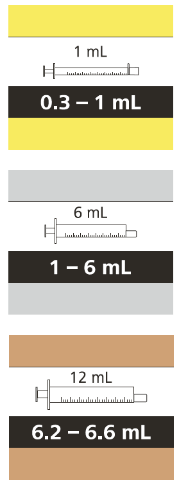 1 mL
0.3 – 1 mL
6 mL
1 – 6 mL
12 mL
6.2 – 6.6 mL